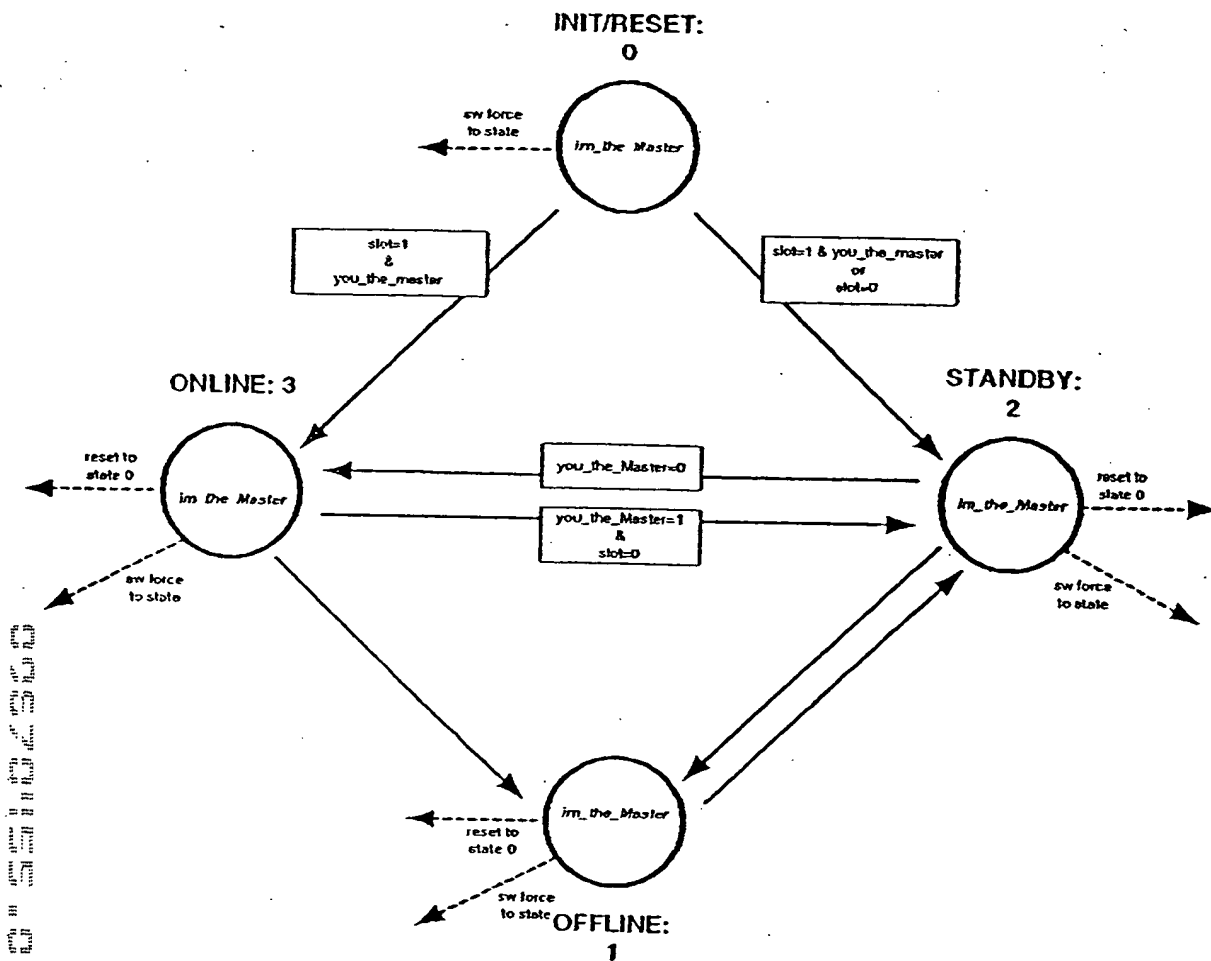 INIT/RESET:
0
sw force
to state
im_the Master
slot=1
&
you_the_master
slot=1 & you_the_master
or
slot=0
ONLINE: 3
STANDBY:
2
reset to
state 0
im the Master
you_the_Master=0
you_the_Master=1
&
slot=0
im_the_Master
reset to
state 0
sw force
to state
sw force
to state
im_the_Master
reset to
state 0
sw force
to state
OFFLINE:
1